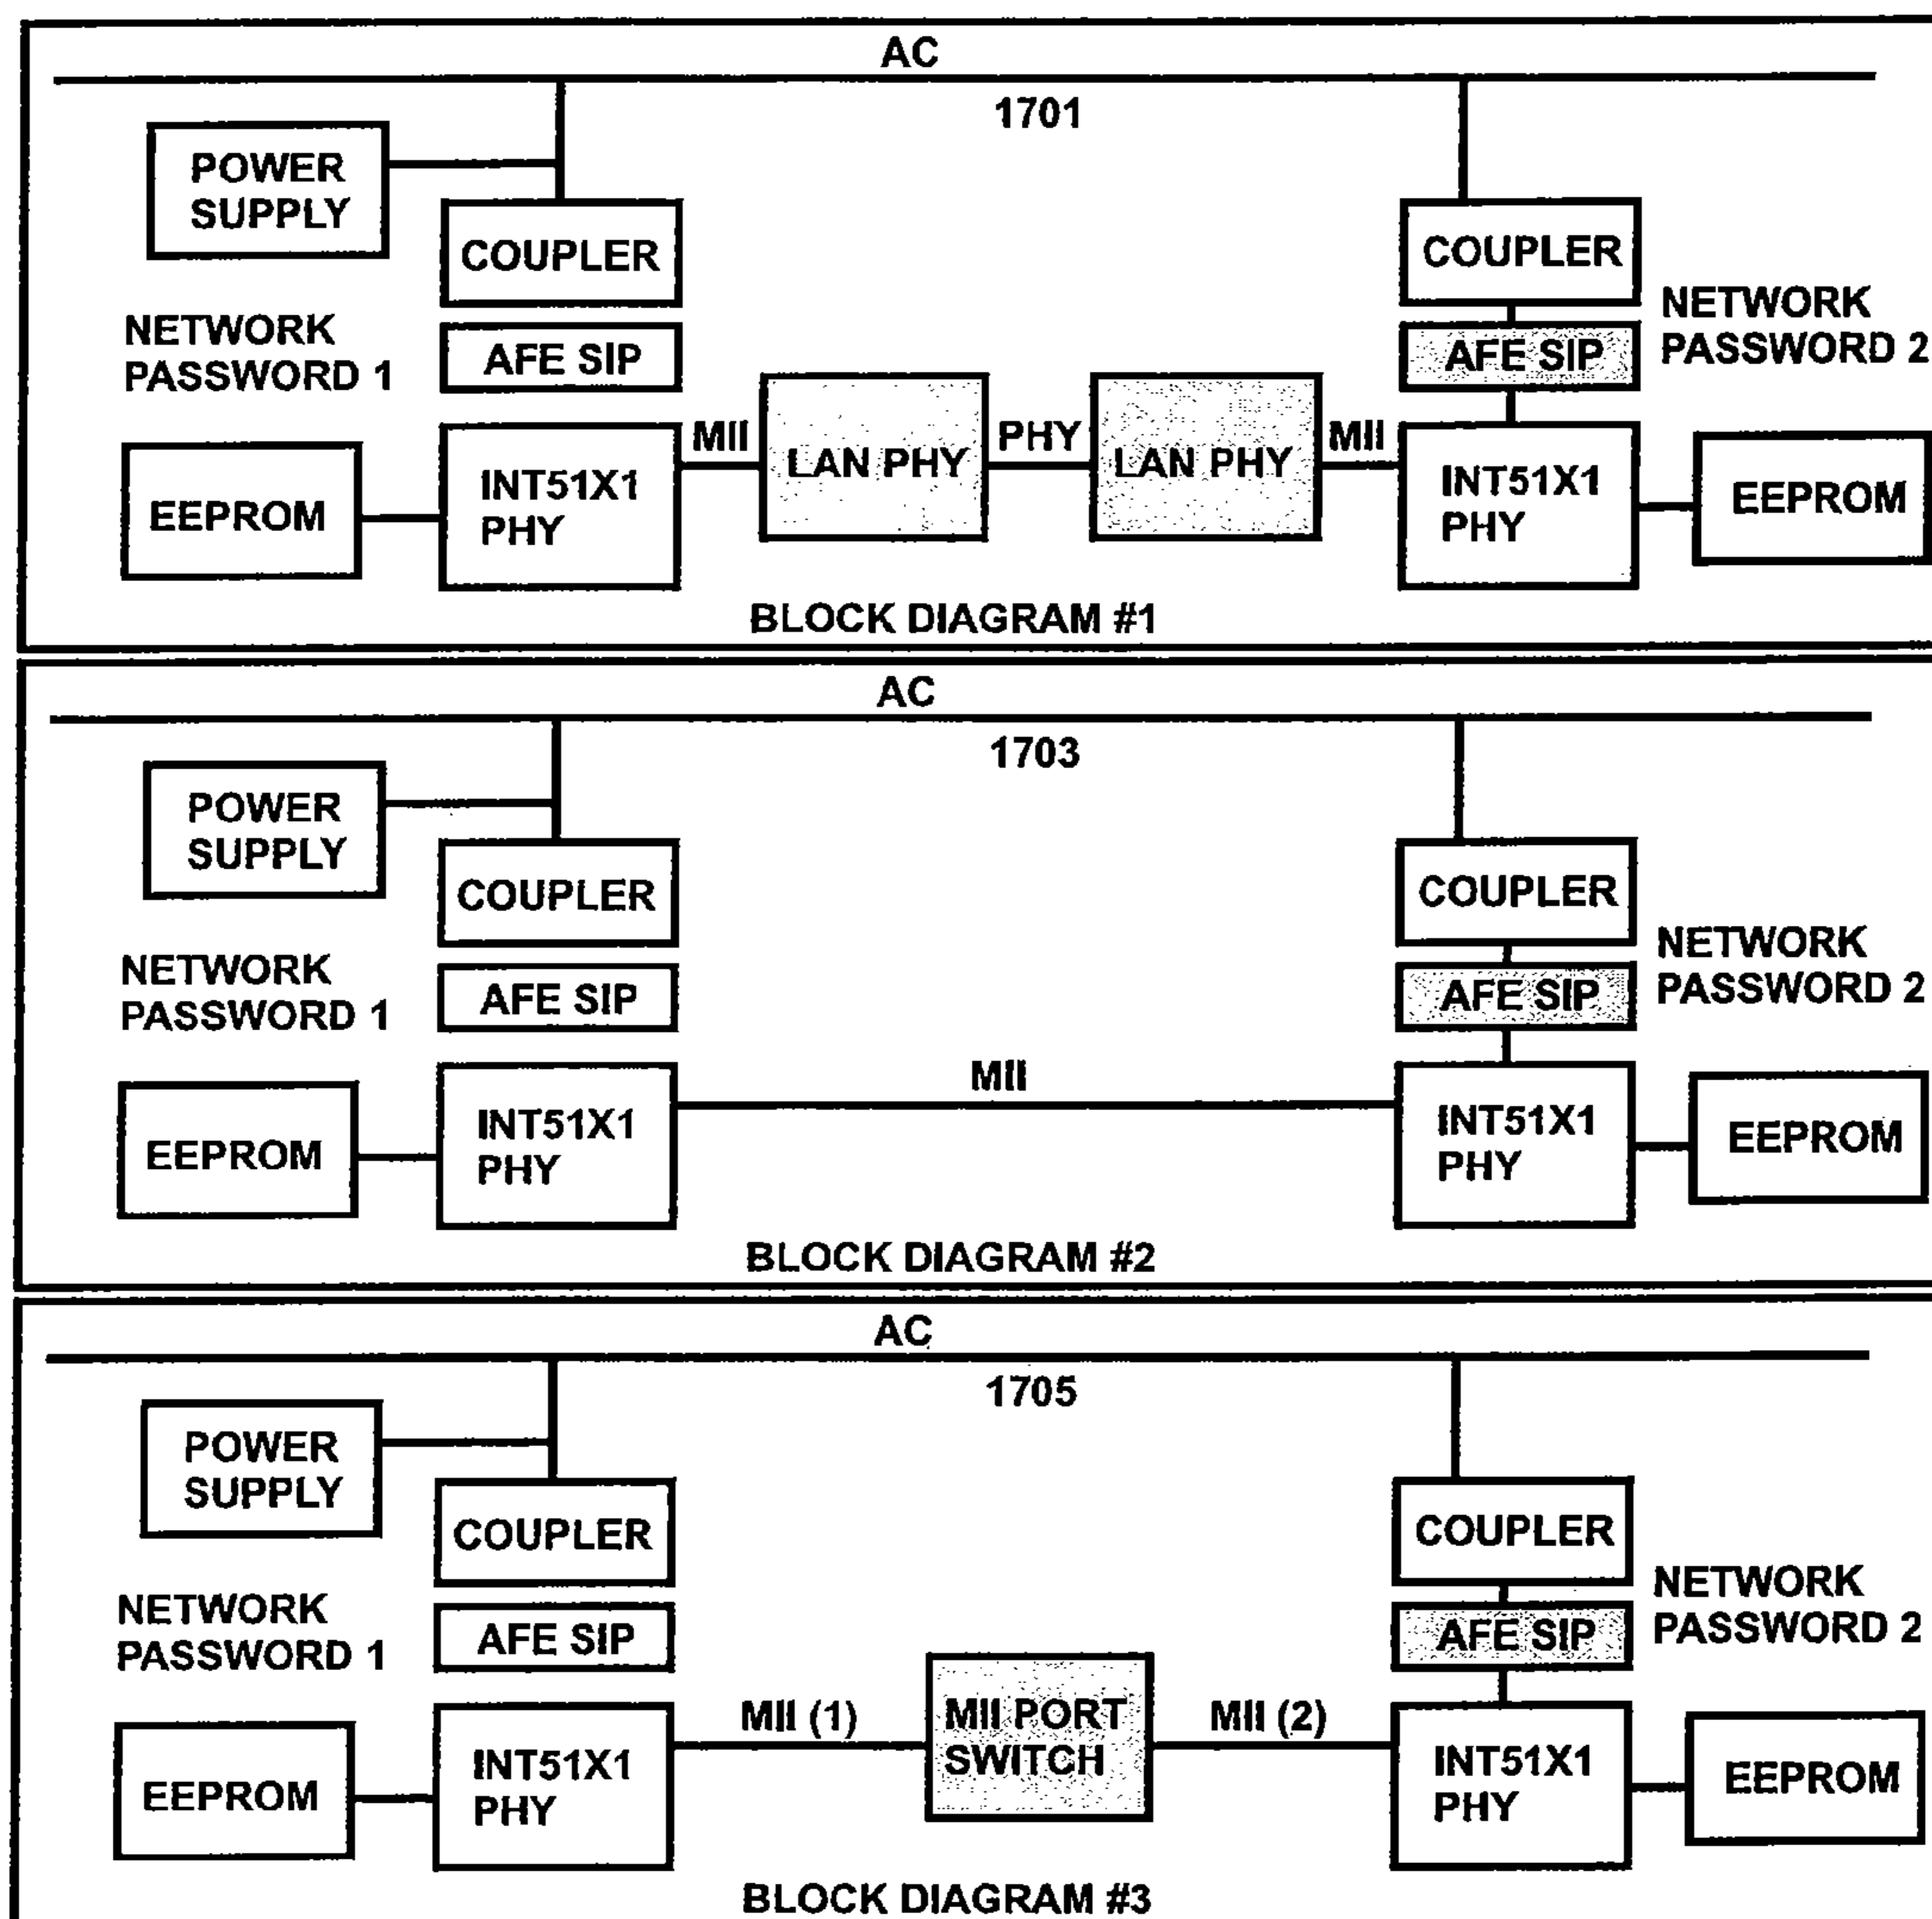 AC
1701
POWER
SUPPLY
COUPLER
COUPLER
NETWORK
PASSWORD 1
NETWORK
PASSWORD 2
AFE SIP
AFE SIP
EEPROM
INT51X1
PHY
MII
LAN PHY
PHY
LAN PHY
MII
INT51X1
PHY
EEPROM
BLOCK DIAGRAM #1
AC
1703
POWER
SUPPLY
COUPLER
COUPLER
NETWORK
PASSWORD 1
NETWORK
PASSWORD 2
AFE SIP
AFE SIP
EEPROM
INT51X1
PHY
MII
INT51X1
PHY
EEPROM
BLOCK DIAGRAM #2
AC
1705
POWER
SUPPLY
COUPLER
COUPLER
NETWORK
PASSWORD 1
NETWORK
PASSWORD 2
AFE SIP
AFE SIP
EEPROM
INT51X1
PHY
MII (1)
MII PORT
SWITCH
MII (2)
INT51X1
PHY
EEPROM
BLOCK DIAGRAM #3